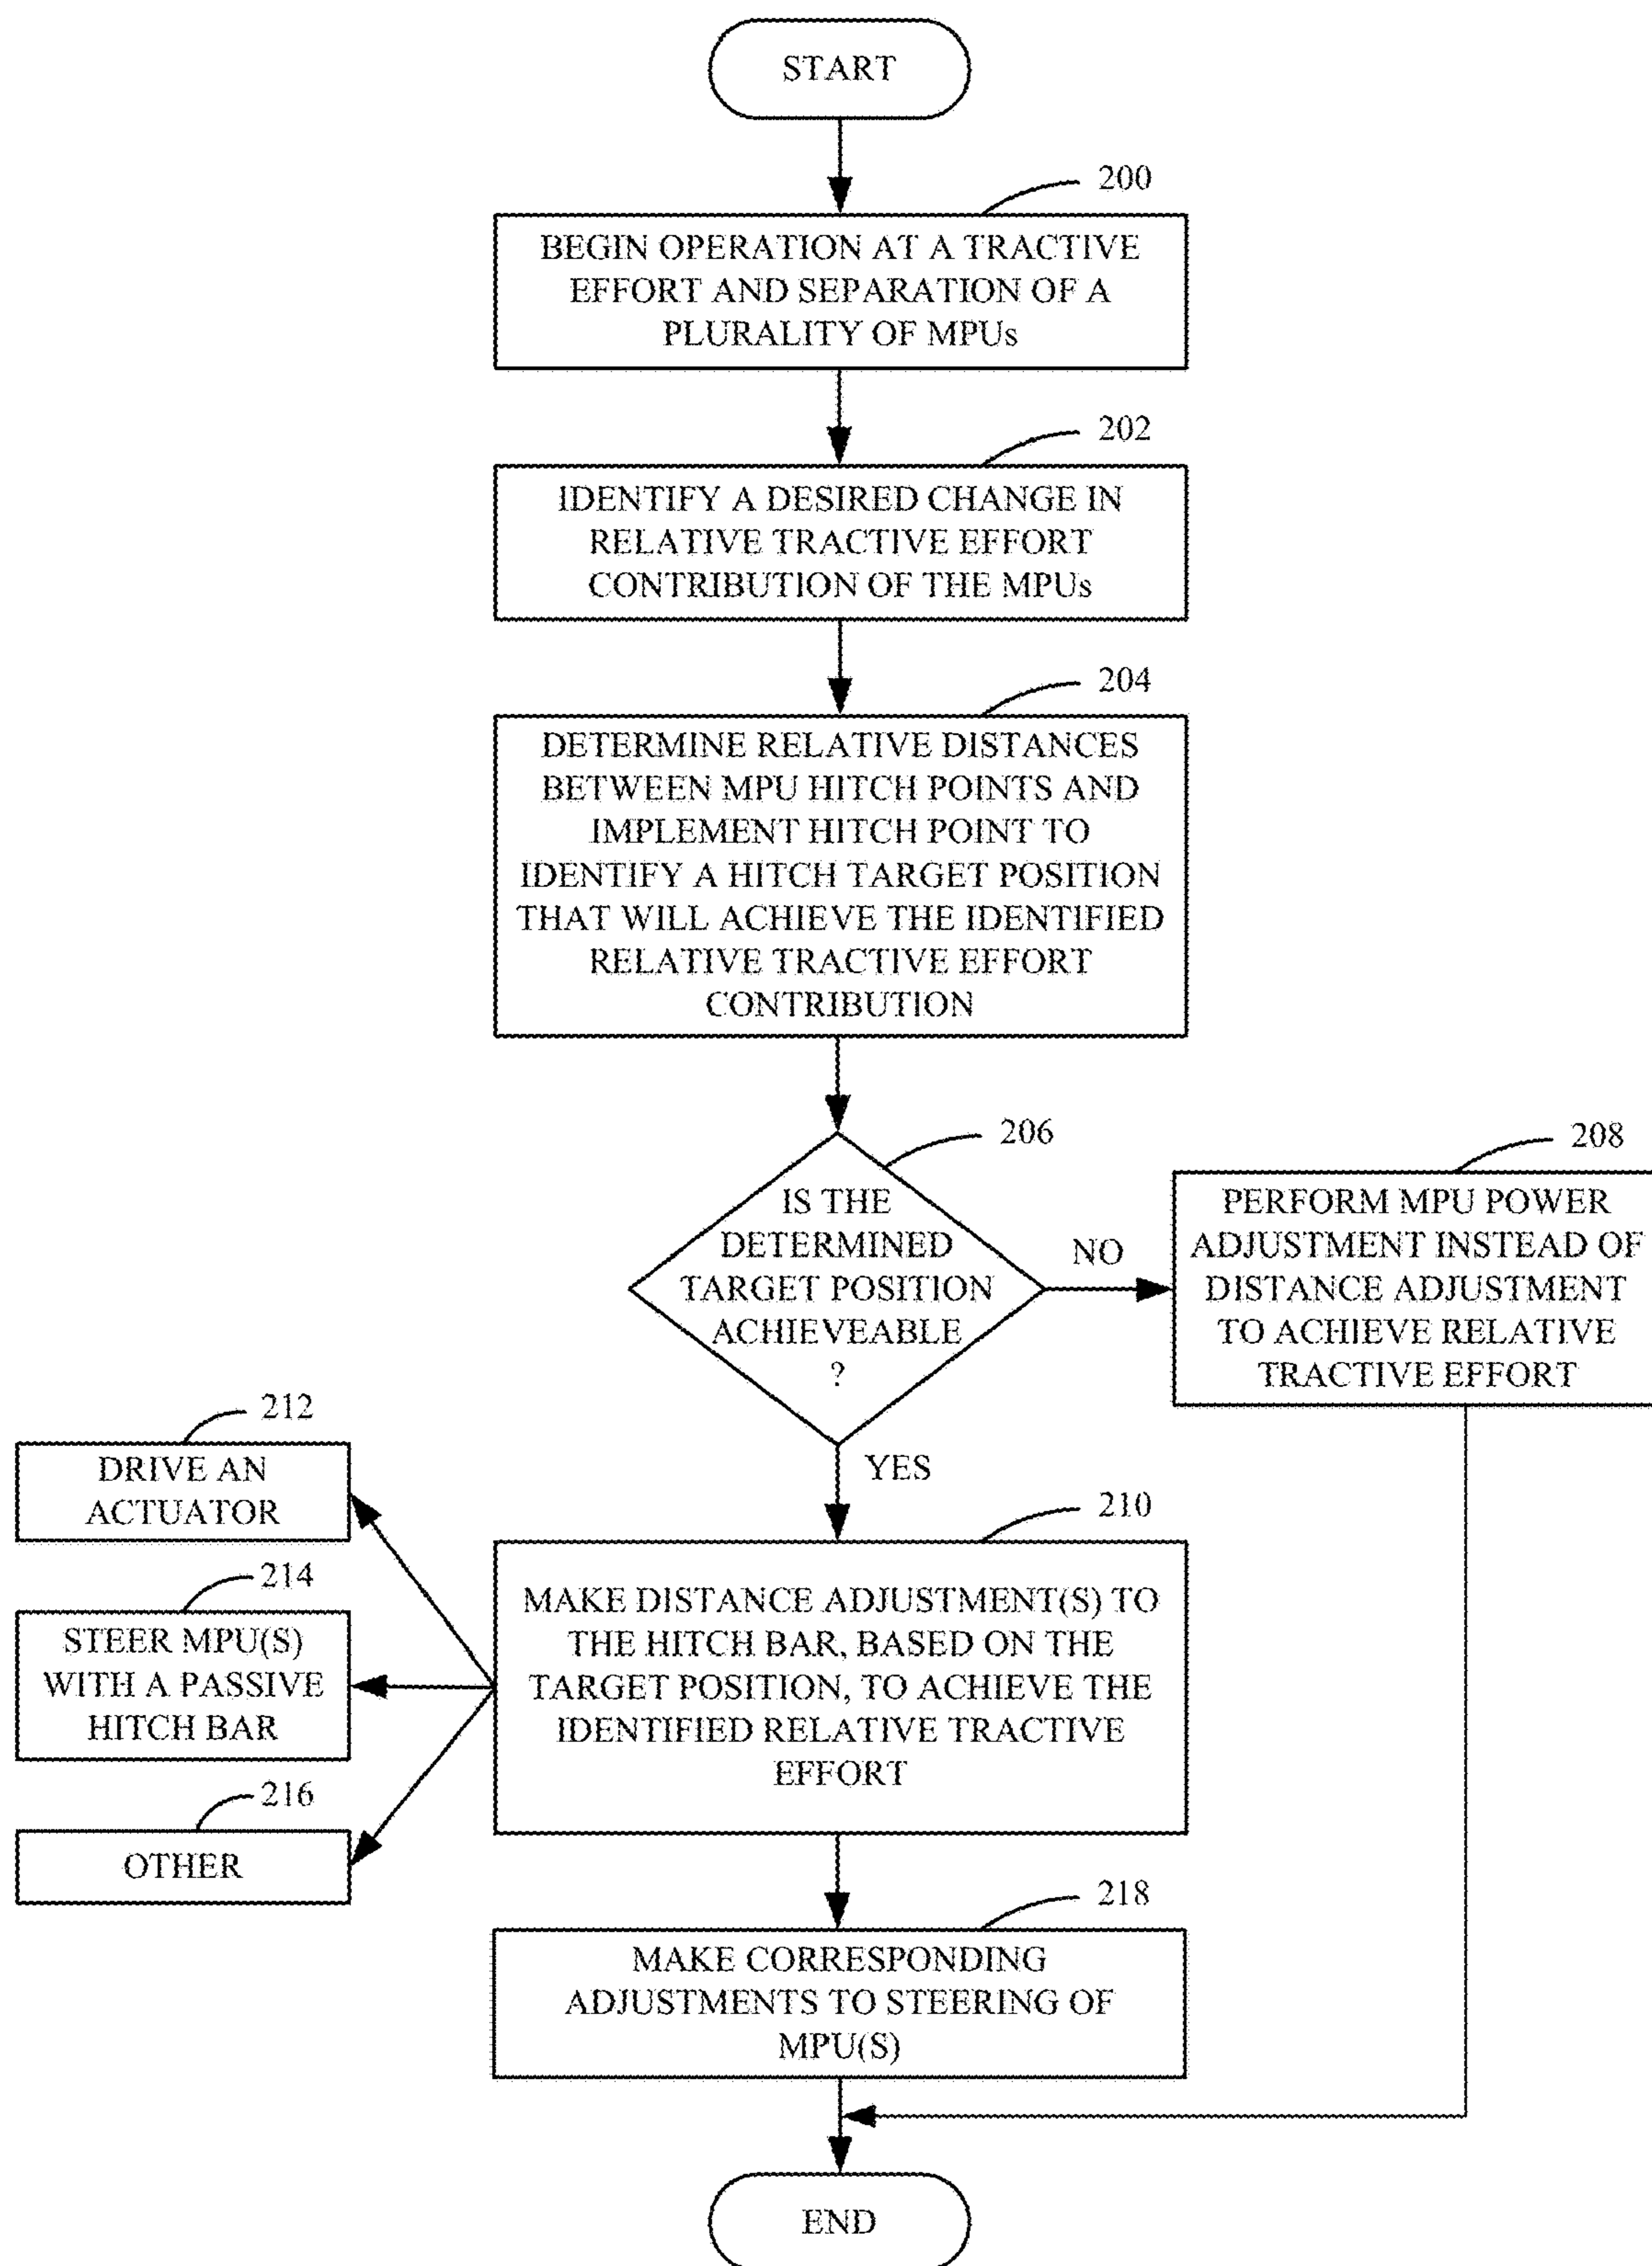 START
200
BEGIN OPERATION AT A TRACTIVE
EFFORT AND SEPARATION OF A
PLURALITY OF MPUs
202
IDENTIFY A DESIRED CHANGE IN
RELATIVE TRACTIVE EFFORT
CONTRIBUTION OF THE MPUs
204
DETERMINE RELATIVE DISTANCES
BETWEEN MPU HITCH POINTS AND
IMPLEMENT HITCH POINT TO
IDENTIFY A HITCH TARGET POSITION
THAT WILL ACHIEVE THE IDENTIFIED
RELATIVE TRACTIVE EFFORT
CONTRIBUTION
206
IS THE
DETERMINED
TARGET POSITION
ACHIEVEABLE
?
NO
208
PERFORM MPU POWER
ADJUSTMENT INSTEAD OF
DISTANCE ADJUSTMENT
TO ACHIEVE RELATIVE
TRACTIVE EFFORT
YES
210
MAKE DISTANCE ADJUSTMENT(S) TO
THE HITCH BAR, BASED ON THE
TARGET POSITION, TO ACHIEVE THE
IDENTIFIED RELATIVE TRACTIVE
EFFORT
212
DRIVE AN
ACTUATOR
214
STEER MPU(S)
WITH A PASSIVE
HITCH BAR
216
OTHER
218
MAKE CORRESPONDING
ADJUSTMENTS TO STEERING OF
MPU(S)
END